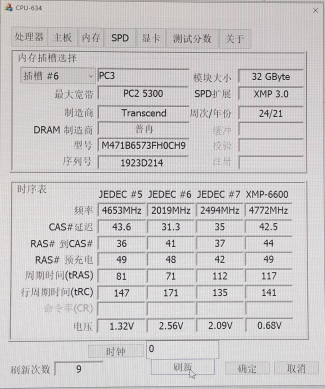 CPU-634
处理器 主板 内存 SPD 显卡 测试分数 关于
内存插槽选择
插槽 #6 PC3 模块大小 32 GByte
最大宽带 PC2 5300 SPD扩展 XMP 3.0
制造商 Transcend 周次/年份 24/21
DRAM 制造商 普冉 缓冲
型号 M471B6573FH0CH9 校验
序列号 1923D214 注册
时序表
JEDEC #5 JEDEC #6 JEDEC #7 XMP-6600
频率 4653MHz 2019MHz 2494MHz 4772MHz
CAS#延迟 43.6 31.3 35 42.5
RAS# 到CAS# 36 41 37 44
RAS# 预充电 49 48 42 49
周期时间(tRAS) 81 71 112 117
行周期时间(tRC) 147 171 135 141
命令率(CR)
电压 1.32V 2.56V 2.09V 0.68V
时钟 0
刷新次数 9 刷新 确定 取消